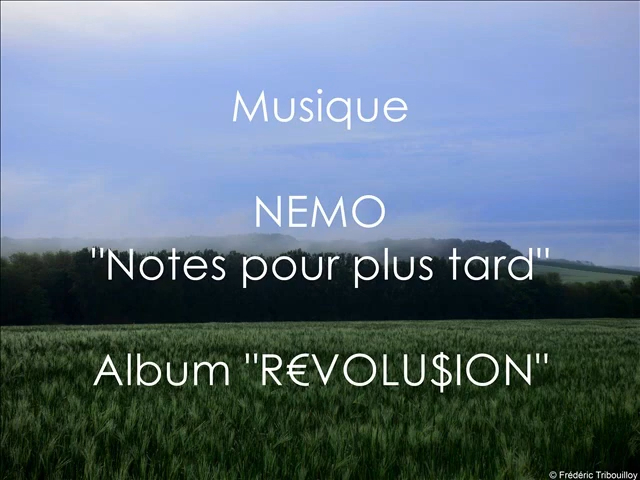 Musique
NEMO
"Notes pour plus tard"
Album "R€VOLU$ION"
© Frédéric Tribouilloy